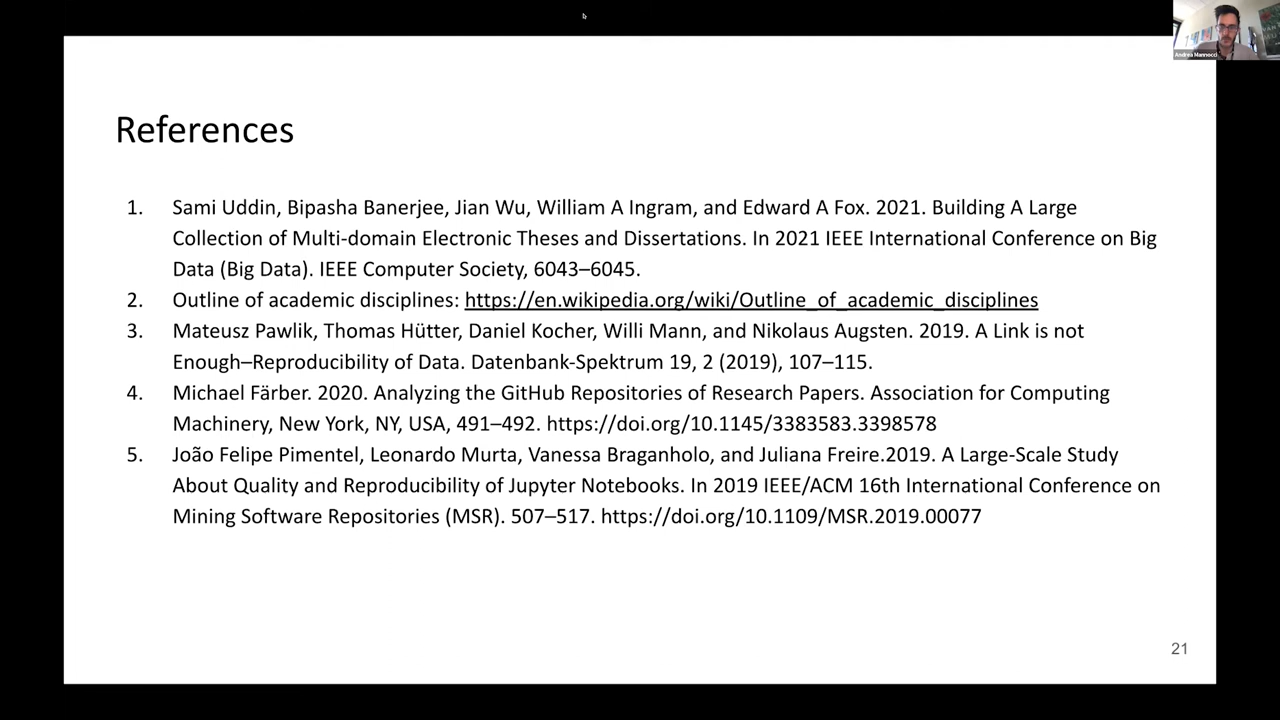 Andrea Mannocci
References
1. Sami Uddin, Bipasha Banerjee, Jian Wu, William A Ingram, and Edward A Fox. 2021. Building A Large
Collection of Multi-domain Electronic Theses and Dissertations. In 2021 IEEE International Conference on Big
Data (Big Data). IEEE Computer Society, 6043–6045.
2. Outline of academic disciplines: https://en.wikipedia.org/wiki/Outline_of_academic_disciplines
3. Mateusz Pawlik, Thomas Hütter, Daniel Kocher, Willi Mann, and Nikolaus Augsten. 2019. A Link is not
Enough–Reproducibility of Data. Datenbank-Spektrum 19, 2 (2019), 107–115.
4. Michael Färber. 2020. Analyzing the GitHub Repositories of Research Papers. Association for Computing
Machinery, New York, NY, USA, 491–492. https://doi.org/10.1145/3383583.3398578
5. João Felipe Pimentel, Leonardo Murta, Vanessa Braganholo, and Juliana Freire.2019. A Large-Scale Study
About Quality and Reproducibility of Jupyter Notebooks. In 2019 IEEE/ACM 16th International Conference on
Mining Software Repositories (MSR). 507–517. https://doi.org/10.1109/MSR.2019.00077
21